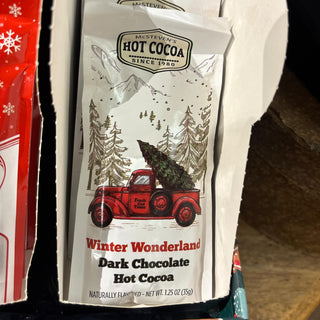 McSTEVEN'S
HOT COCOA
SINCE 1980
Winter Wonderland
Dark Chocolate
Hot Cocoa
NATURALLY FLAVORED - NET WT. 1.25 OZ (35g)